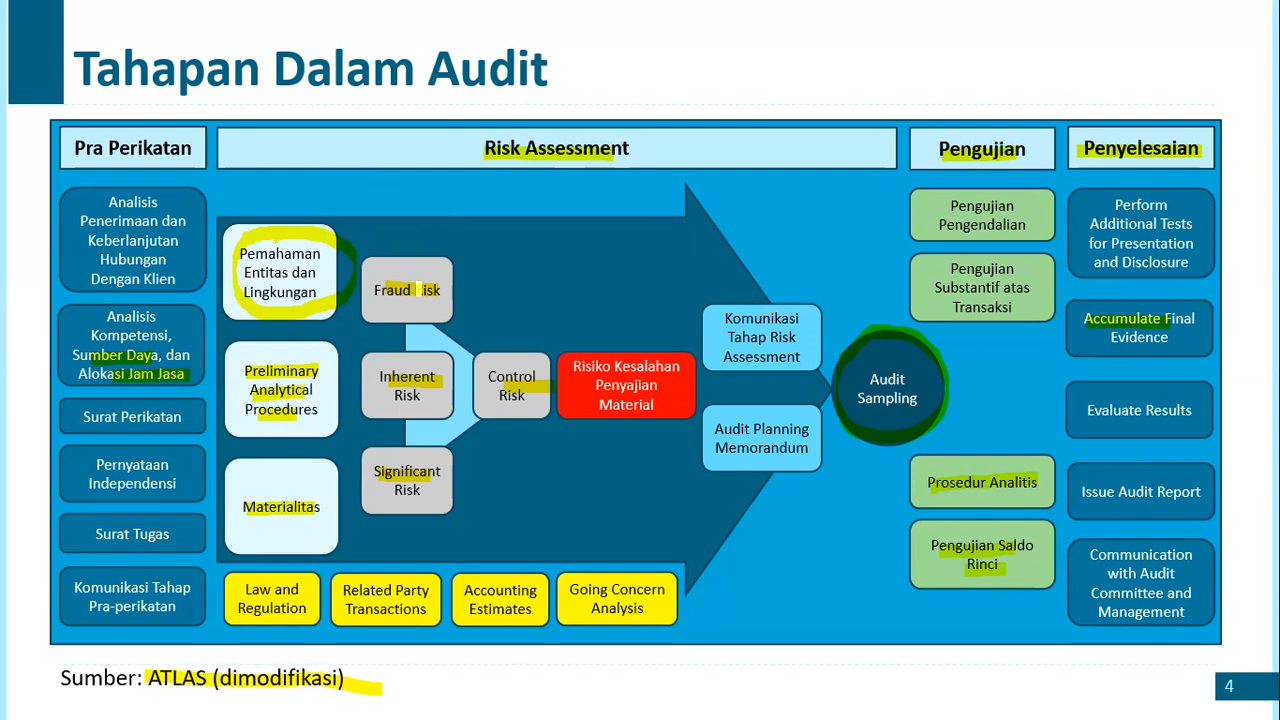 Tahapan Dalam Audit
Pra Perikatan
Analisis
Penerimaan dan
Keberlanjutan
Hubungan
Dengan Klien
Analisis
Kompetensi,
Sumber Daya, dan
Alokasi Jam Jasa
Surat Perikatan
Pernyataan
Independensi
Surat Tugas
Komunikasi Tahap
Pra-perikatan
Risk Assessment
Pemahaman
Entitas dan
Lingkungan
Preliminary
Analytical
Procedures
Materialitas
Fraud Risk
Inherent
Risk
Significant
Risk
Control
Risk
Risiko Kesalahan
Penyajian
Material
Komunikasi
Tahap Risk
Assessment
Audit Planning
Memorandum
Law and
Regulation
Related Party
Transactions
Accounting
Estimates
Going Concern
Analysis
Audit
Sampling
Pengujian
Pengujian
Pengendalian
Pengujian
Substantif atas
Transaksi
Prosedur Analitis
Pengujian Saldo
Rinci
Penyelesaian
Perform
Additional Tests
for Presentation
and Disclosure
Accumulate Final
Evidence
Evaluate Results
Issue Audit Report
Communication
with Audit
Committee and
Management
Sumber: ATLAS (dimodifikasi)
4